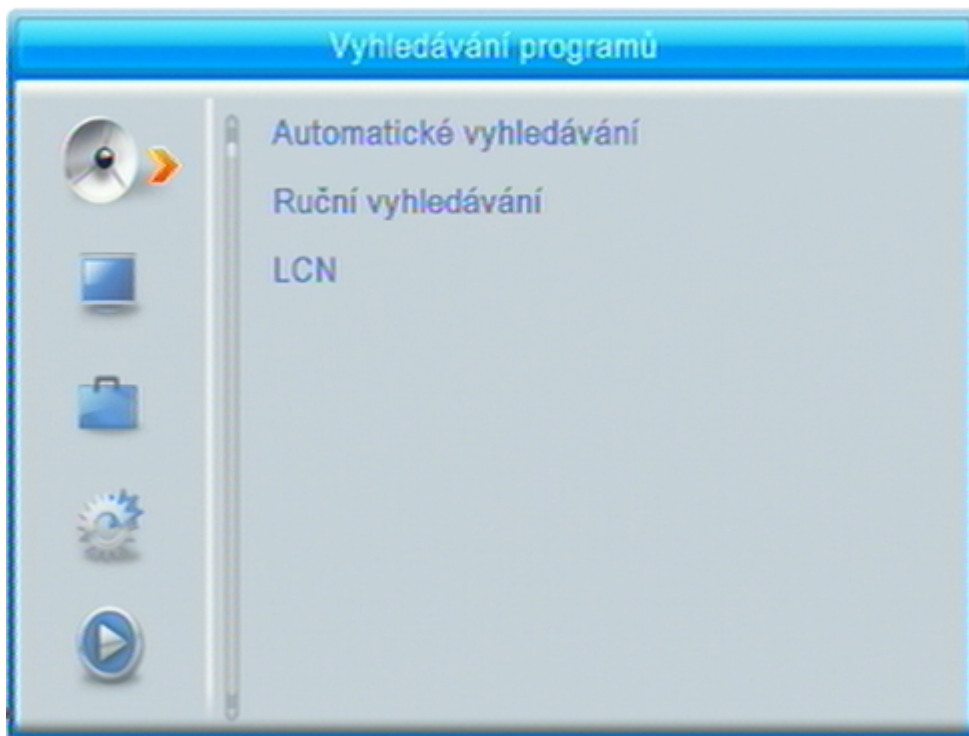 Vyhledávání programů
Automatické vyhledávání
Ruční vyhledávání
LCN